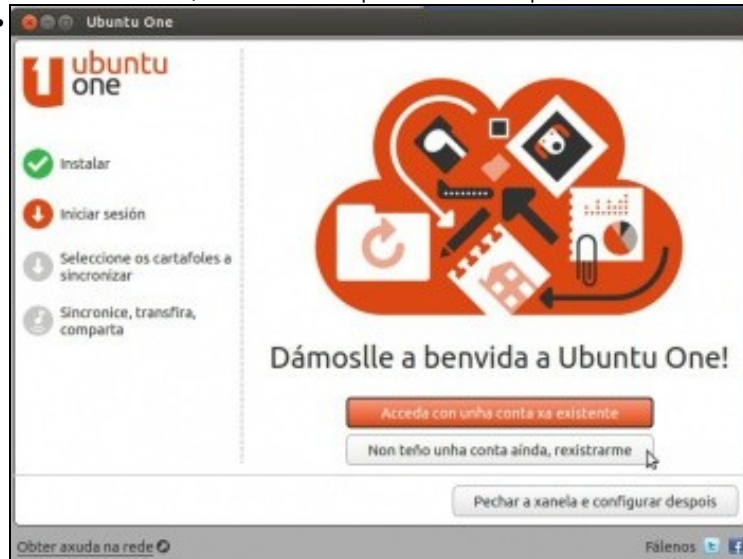 Ubuntu One
ubuntu
one
Instalar
Iniciar sesión
Seleccione os cartafoles a
sincronizar
Sincronice, transfira,
comparta
Dámoslle a benvida a Ubuntu One!
Acceda con unha conta xa existente
Non teño unha conta aínda, rexistrarme
Pechar a xanela e configurar despois
Obter axuda na rede
Fálenos